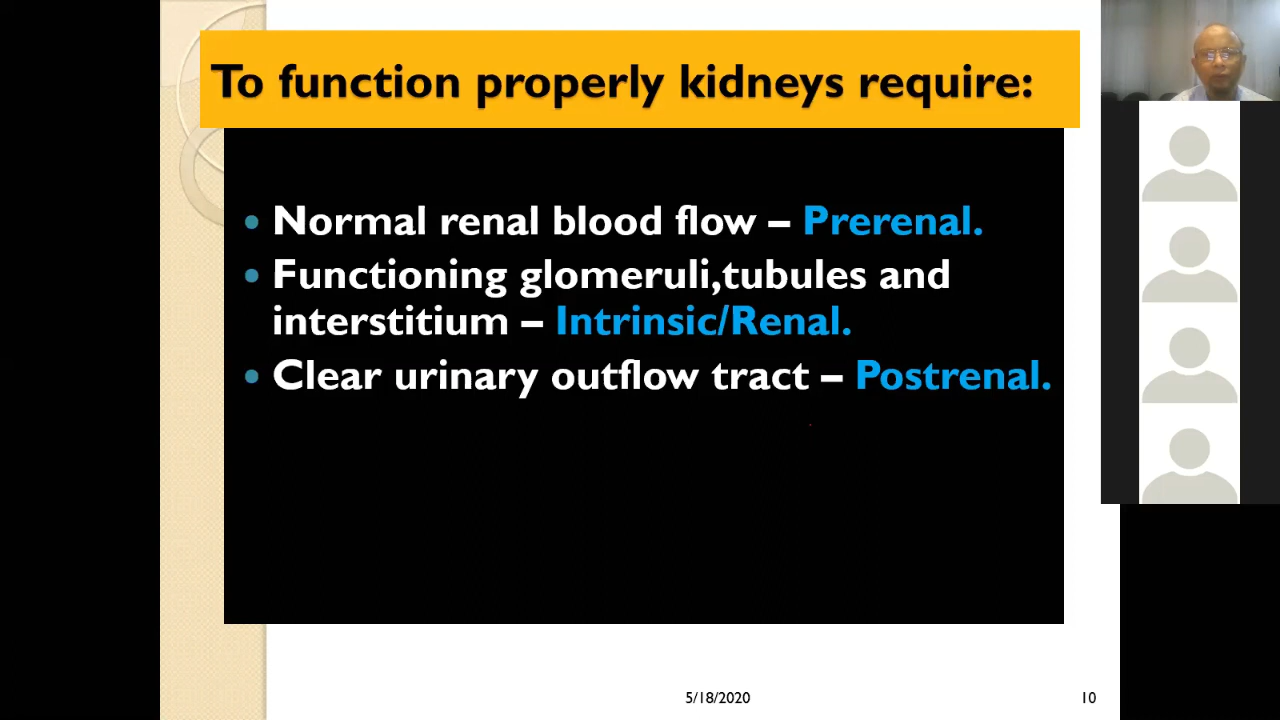 To function properly kidneys require:
• Normal renal blood flow – Prerenal.
• Functioning glomeruli,tubules and
interstitium – Intrinsic/Renal.
• Clear urinary outflow tract – Postrenal.
5/18/2020
10